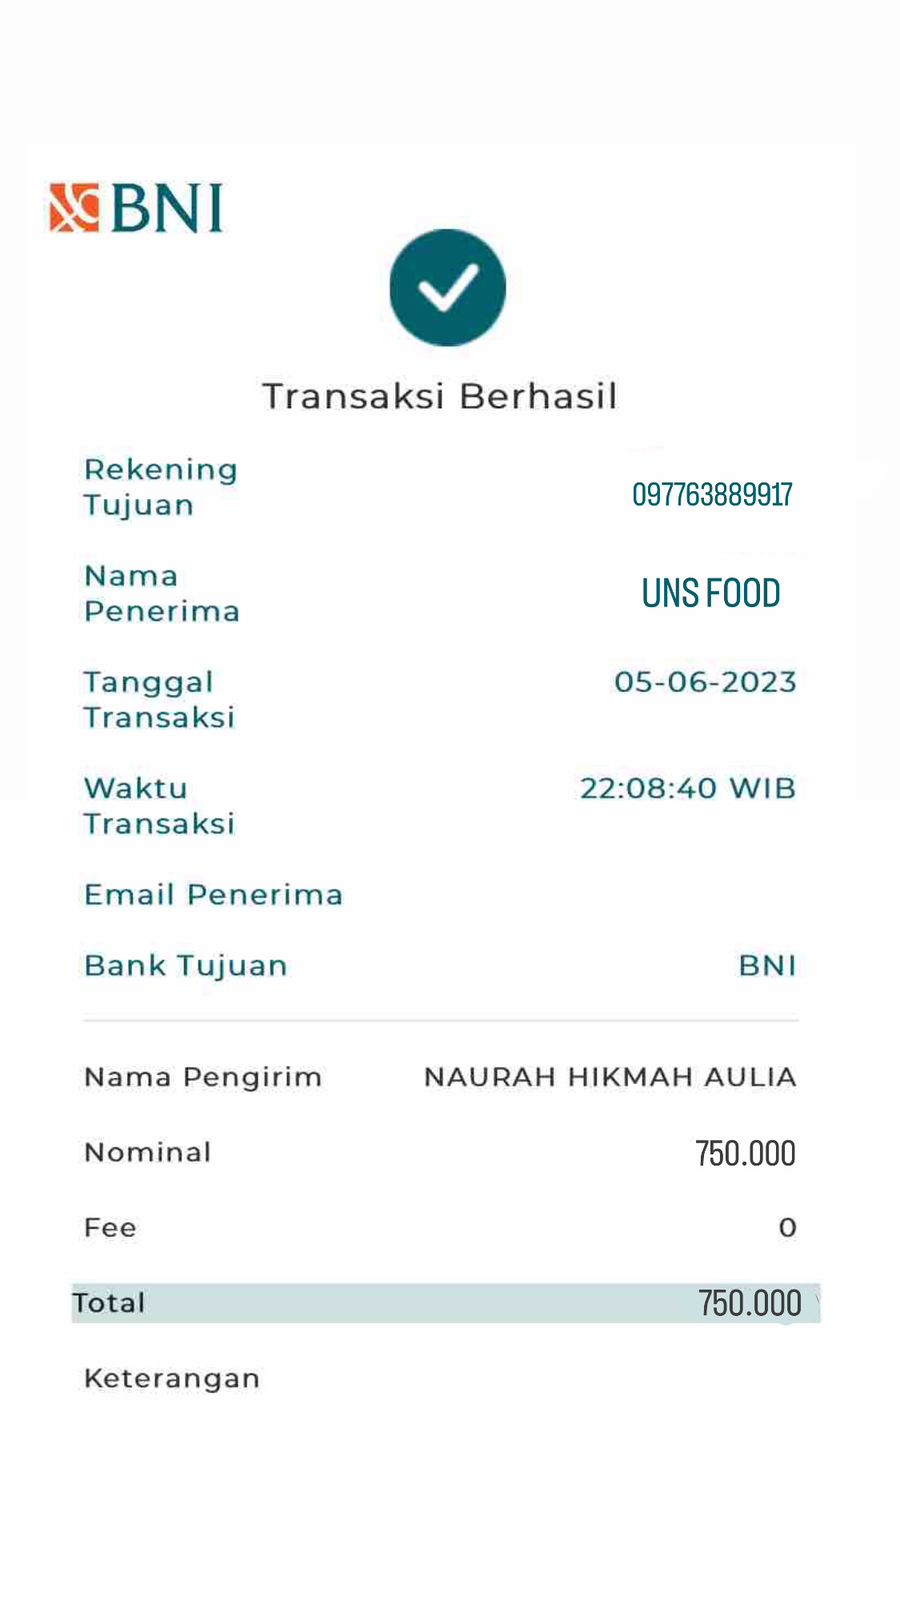 BNI
Transaksi Berhasil
Rekening
Tujuan
097763889917
Nama
Penerima
UNS FOOD
Tanggal
Transaksi
05-06-2023
Waktu
Transaksi
22:08:40 WIB
Email Penerima
Bank Tujuan
BNI
Nama Pengirim
NAURAH HIKMAH AULIA
Nominal
750.000
Fee
0
Total
750.000
Keterangan